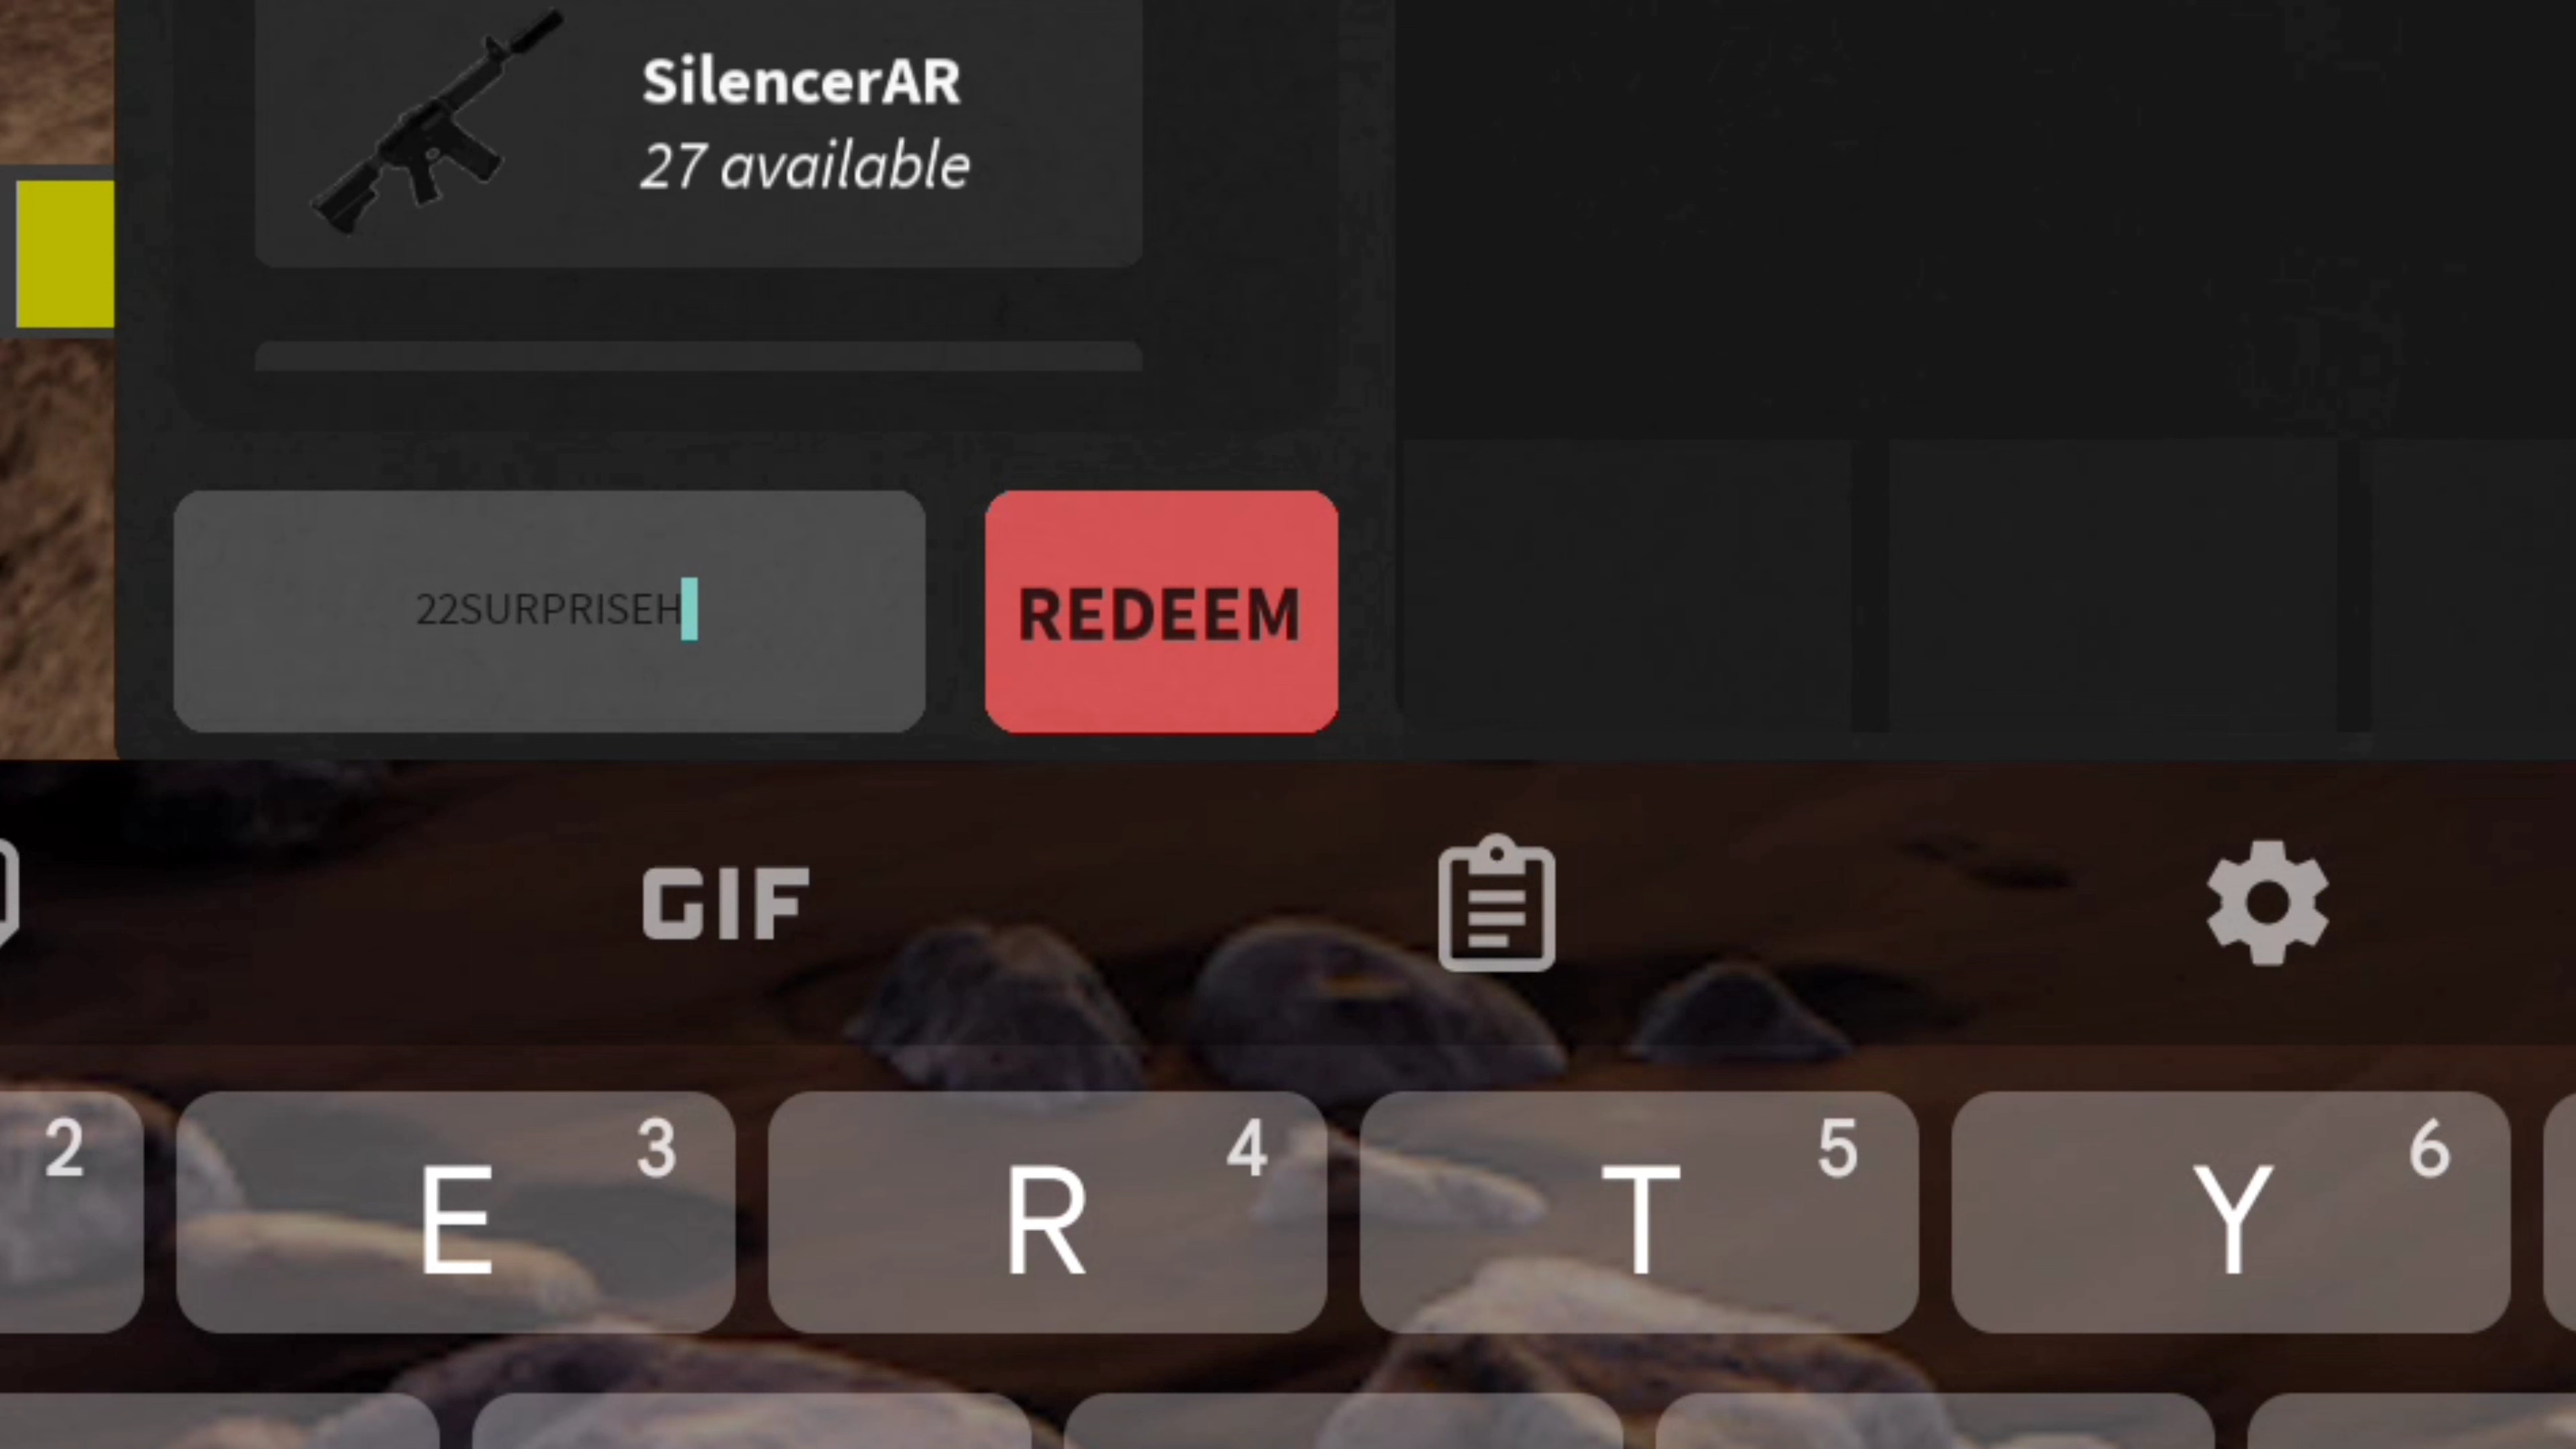 SilencerAR
27 available
22SURPRISEH
REDEEM
GIF
2 E 3 R 4 T 5 Y 6